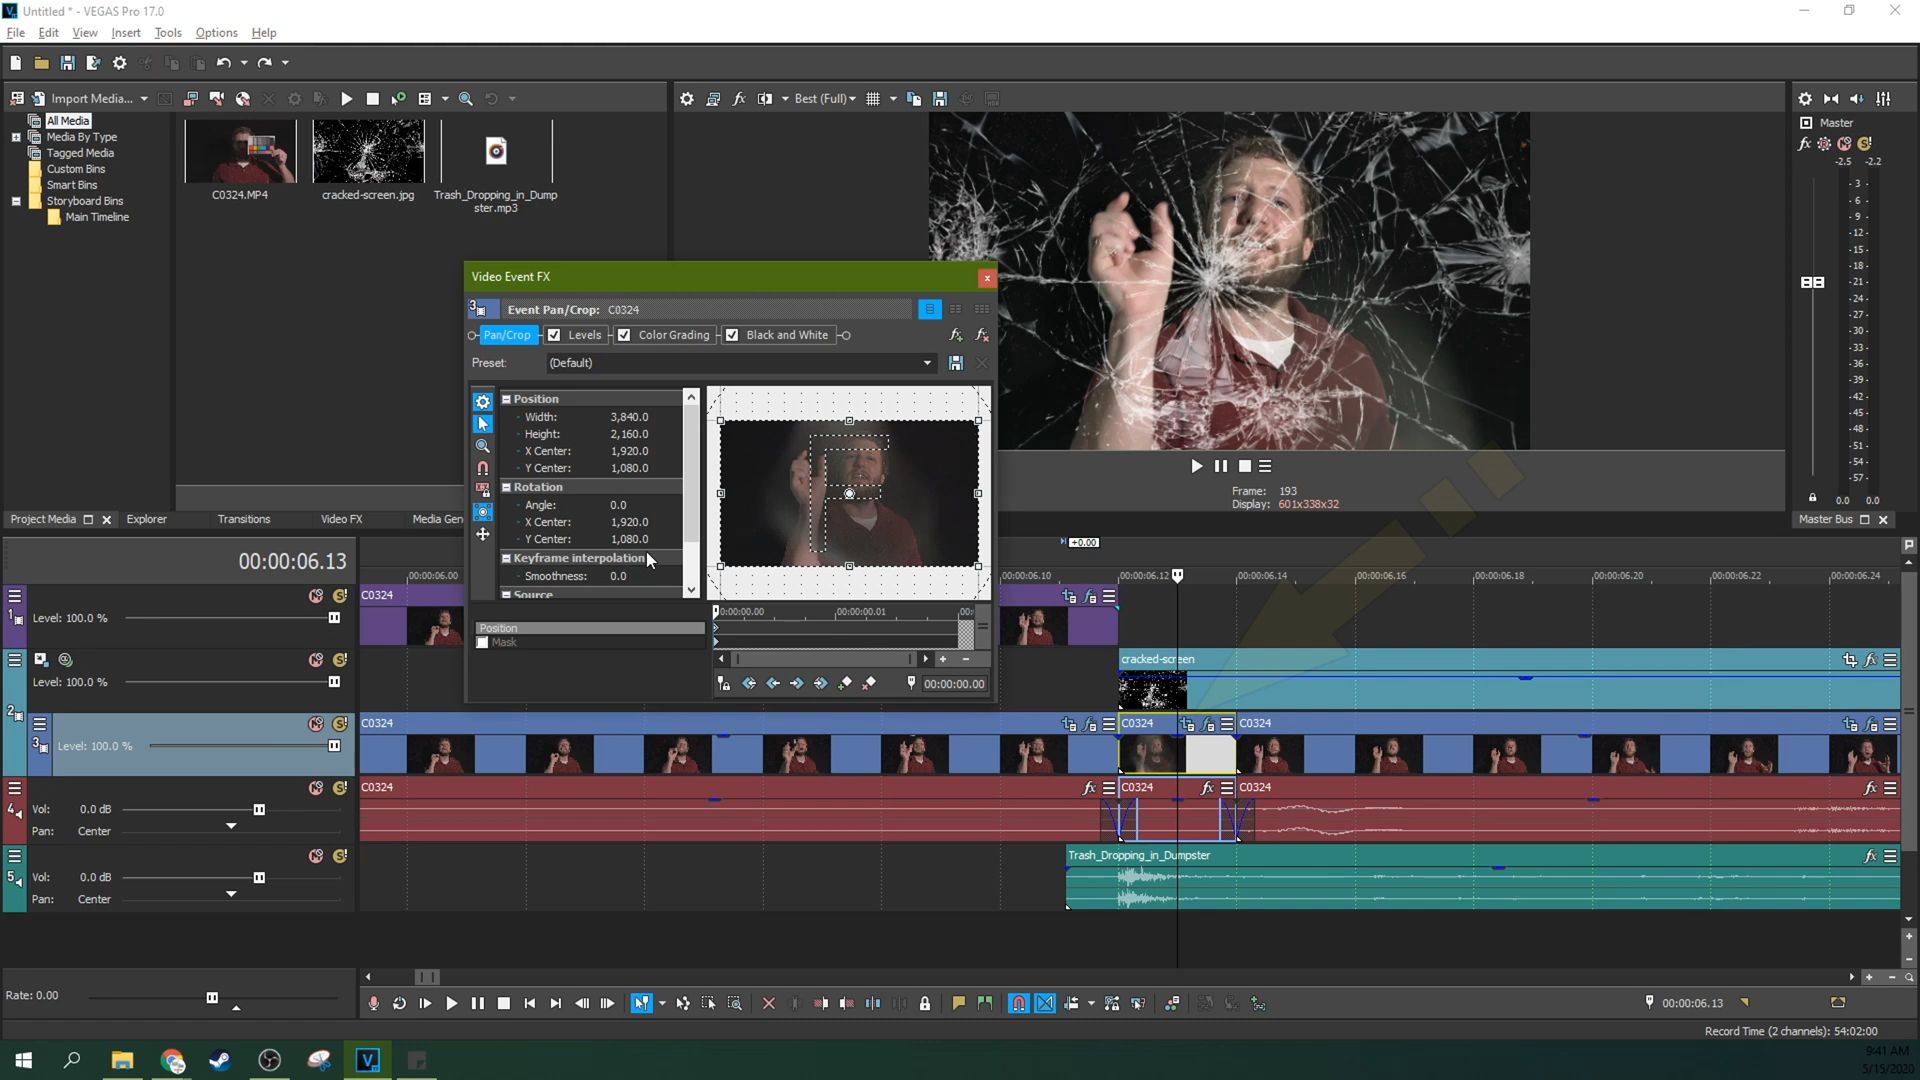 Untitled * - VEGAS Pro 17.0
File Edit View Insert Tools Options Help
Import Media...
Best (Full)
All Media
Media By Type
Tagged Media
Custom Bins
Smart Bins
Storyboard Bins
Main Timeline
C0324.MP4
cracked-screen.jpg
Trash_Dropping_in_Dump
ster.mp3
Master
-2.5 -2.2
-3-
-6-
-9-
-12-
-15-
-18-
-21-
-24-
-27-
-30-
-33-
-36-
-39-
-42-
-45-
-48-
-51-
-54-
-57-
0.0 0.0
Master Bus
Video Event FX
Event Pan/Crop: C0324
Pan/Crop Levels Color Grading Black and White
Preset: (Default)
Position
Width: 3,840.0
Height: 2,160.0
X Center: 1,920.0
Y Center: 1,080.0
Rotation
Angle: 0.0
X Center: 1,920.0
Y Center: 1,080.0
Keyframe interpolation
Smoothness: 0.0
Source
Position
Mask
0:00:00.00 00:00:00.01 00:
00:00:00.00
Frame: 193
Display: 601x338x32
Project Media Explorer Transitions Video FX Media Gen
00:00:06.13
+0.00
00:00:06.00 00:00:06.10 00:00:06.12 00:00:06.14 00:00:06.16 00:00:06.18 00:00:06.20 00:00:06.22 00:00:06.24
1 Level: 100.0 %
C0324
2 Level: 100.0 %
cracked-screen
3 Level: 100.0 %
C0324 C0324 C0324
4 Vol: 0.0 dB
Pan: Center
C0324 C0324 C0324
5 Vol: 0.0 dB
Pan: Center
Trash_Dropping_in_Dumpster
Rate: 0.00
00:00:06.13
Record Time (2 channels): 54:02:00
9:41 AM
5/15/2020